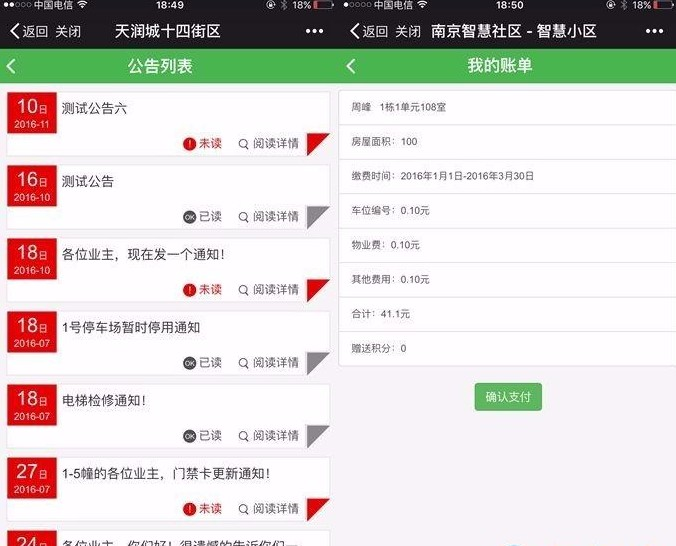 中国电信 18:49 18%
返回 关闭 天润城十四街区
公告列表
10日
2016-11
测试公告六
未读 阅读详情
16日
2016-10
测试公告
OK 已读 阅读详情
18日
2016-10
各位业主，现在发一个通知！
未读 阅读详情
18日
2016-07
1号停车场暂时停用通知
OK 已读 阅读详情
18日
2016-07
电梯检修通知！
OK 已读 阅读详情
27日
2016-07
1-5幢的各位业主，门禁卡更新通知！
未读 阅读详情
24日
各位业主，你们好！很遗憾的告诉你们一
中国电信 18:50 18%
返回 关闭 南京智慧社区 - 智慧小区
我的账单
周峰 1栋1单元108室
房屋面积：100
缴费时间：2016年1月1日-2016年3月30日
车位编号：0.10元
物业费：0.10元
其他费用：0.10元
合计：41.1元
赠送积分：0
确认支付